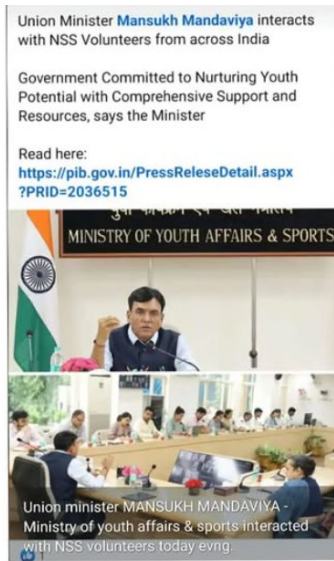 Union Minister Mansukh Mandaviya interacts
with NSS Volunteers from across India
Government Committed to Nurturing Youth
Potential with Comprehensive Support and
Resources, says the Minister
Read here:
https://pib.gov.in/PressReleseDetail.aspx
?PRID=2036515
MINISTRY OF YOUTH AFFAIRS & SPORTS
Union minister MANSUKH MANDAVIYA -
Ministry of youth affairs & sports interacted
with NSS volunteers today evng.